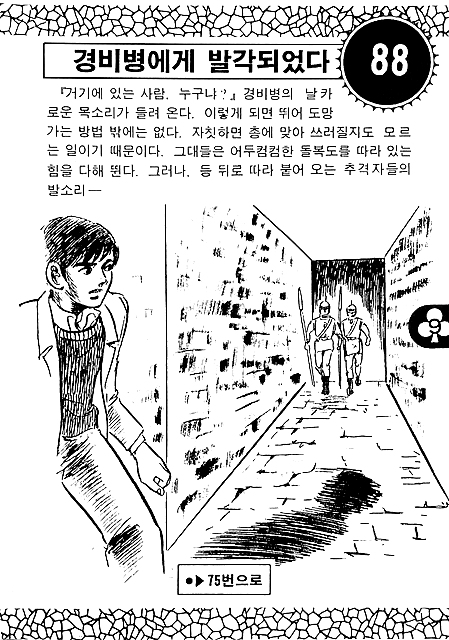 경비병에게 발각되었다
88
『거기에 있는 사람. 누구냐?』 경비병의 날카
로운 목소리가 들려 온다. 이렇게 되면 뛰어 도망
가는 방법 밖에는 없다. 자칫하면 총에 맞아 쓰러질지도 모르
는 일이기 때문이다. 그대들은 어두컴컴한 돌복도를 따라 있는
힘을 다해 뛴다. 그러나, 등 뒤로 따라 붙어 오는 추격자들의
발소리 —
9
●▶75번으로